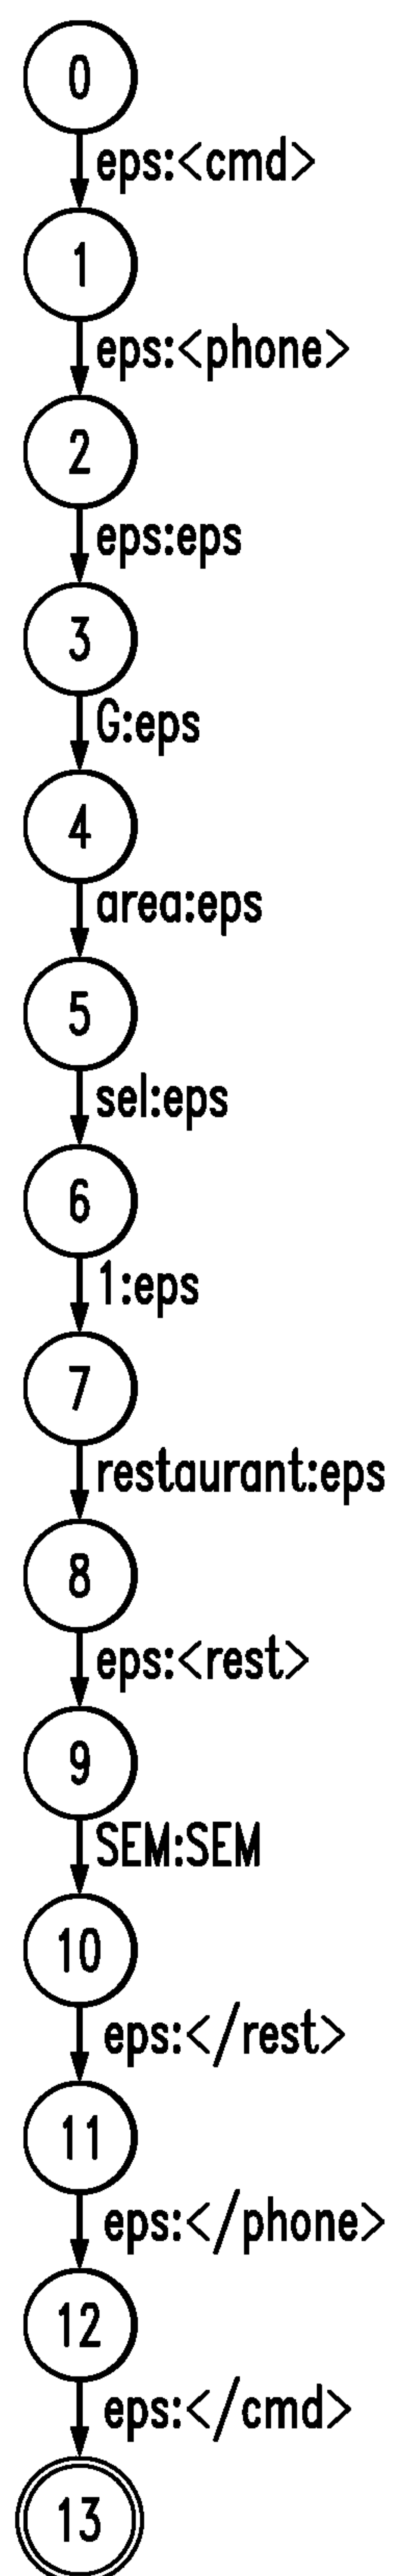 0
eps:<cmd>
1
eps:<phone>
2
eps:eps
3
G:eps
4
area:eps
5
sel:eps
6
1:eps
7
restaurant:eps
8
eps:<rest>
9
SEM:SEM
10
eps:</rest>
11
eps:</phone>
12
eps:</cmd>
13